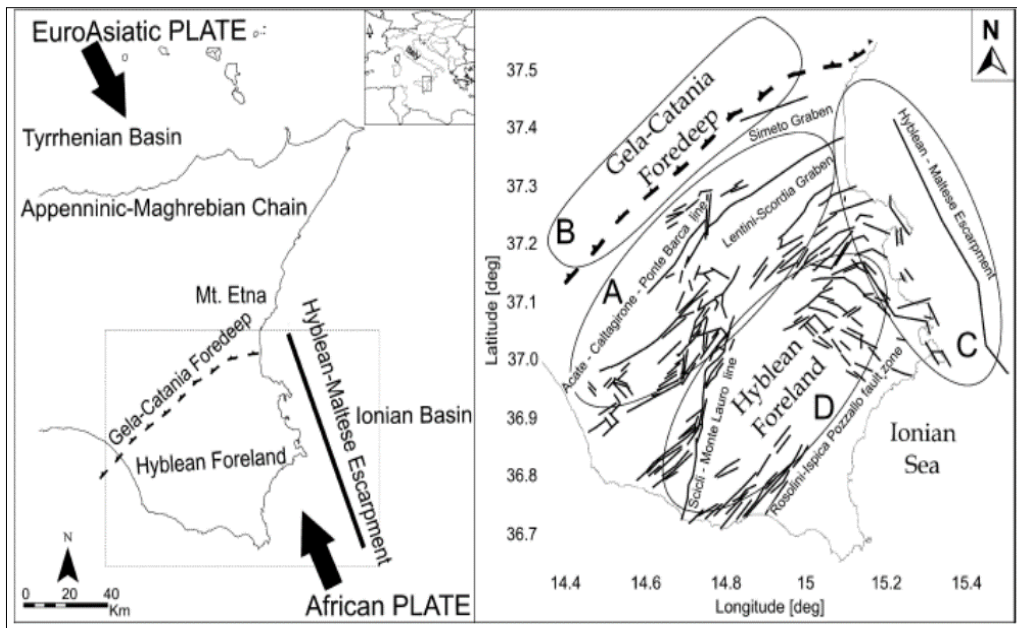 EuroAsiatic PLATE
Tyrrhenian Basin
Appenninic-Maghrebian Chain
Mt. Etna
Gela-Catania Foredeep
Hyblean-Maltese Escarpment
Ionian Basin
Hyblean Foreland
N
0 20 40
Km
African PLATE
N
Latitude [deg]
37.5
37.4
37.3
37.2
37.1
37.0
36.9
36.8
36.7
Gela-Catania
Foredeep
Simeto Graben
Hyblean - Maltese Escarpment
B
Lentini-Scordia Graben
A
Acate - Caltagirone - Ponte Barca line
C
Hyblean
Foreland
D
Scicli - Monte Lauro line
Rosolini-Ispica Pozzallo fault zone
Ionian
Sea
14.4 14.6 14.8 15 15.2 15.4
Longitude [deg]